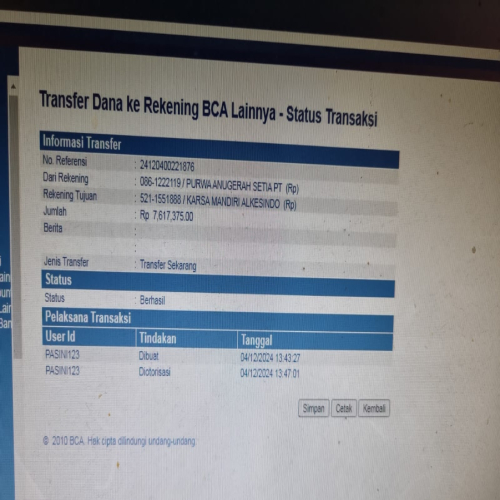 Transfer Dana ke Rekening BCA Lainnya - Status Transaksi
Informasi Transfer
No. Referensi : 24120400221876
Dari Rekening : 086-1222119 / PURWA ANUGERAH SETIA PT (Rp)
Rekening Tujuan : 521-1551888 / KARSA MANDIRI ALKESINDO (Rp)
Jumlah : Rp 7,617,375.00
Berita :
:
Jenis Transfer : Transfer Sekarang
Status
Status : Berhasil
Pelaksana Transaksi
User Id Tindakan Tanggal
PASINI123 Dibuat 04/12/2024 13:43:27
PASINI123 Diotorisasi 04/12/2024 13:47:01
Simpan Cetak Kembali
© 2010 BCA. Hak cipta dilindungi undang-undang.